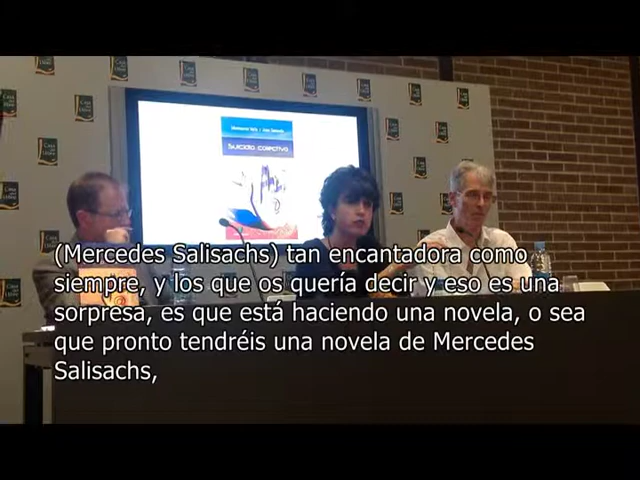 Suicidio colectivo
(Mercedes Salisachs) tan encantadora como
siempre, y los que os quería decir y eso es una
sorpresa, es que está haciendo una novela, o sea
que pronto tendréis una novela de Mercedes
Salisachs,